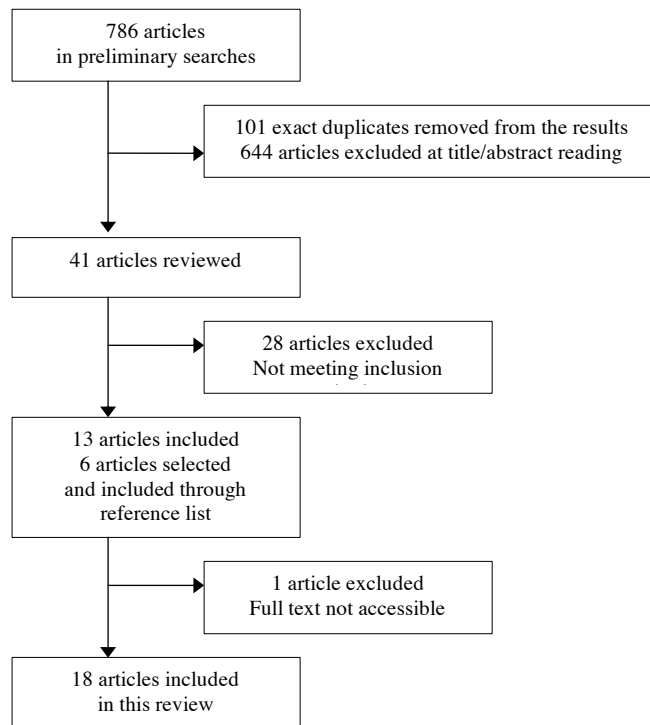 786 articles
in preliminary searches
101 exact duplicates removed from the results
644 articles excluded at title/abstract reading
41 articles reviewed
28 articles excluded
Not meeting inclusion
13 articles included
6 articles selected
and included through
reference list
1 article excluded
Full text not accessible
18 articles included
in this review